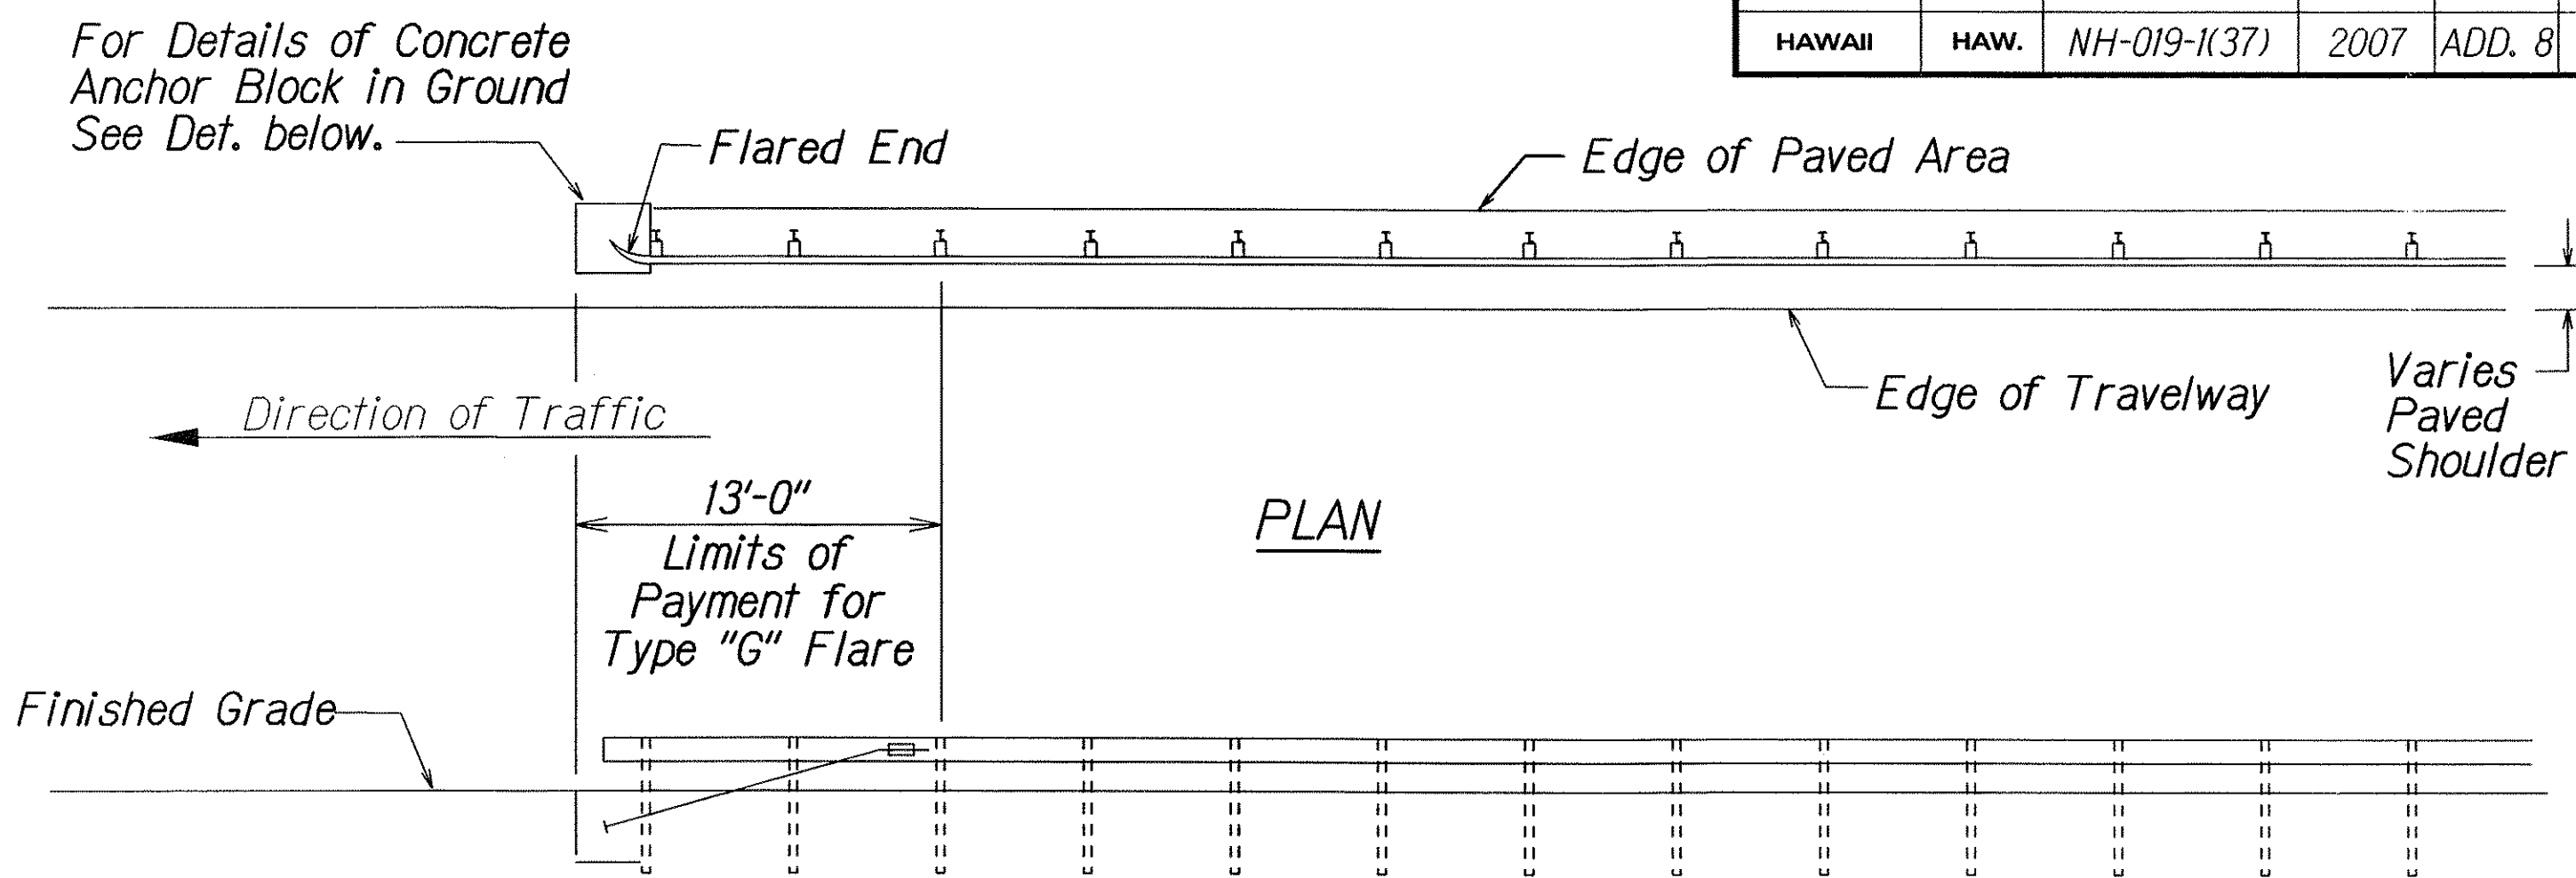 HAWAII HAW. NH-019-1(37) 2007 ADD. 8
For Details of Concrete
Anchor Block in Ground
See Det. below.
Flared End
Edge of Paved Area
Direction of Traffic
Edge of Travelway
Varies
Paved
Shoulder
13'-0"
Limits of
Payment for
Type "G" Flare
PLAN
Finished Grade